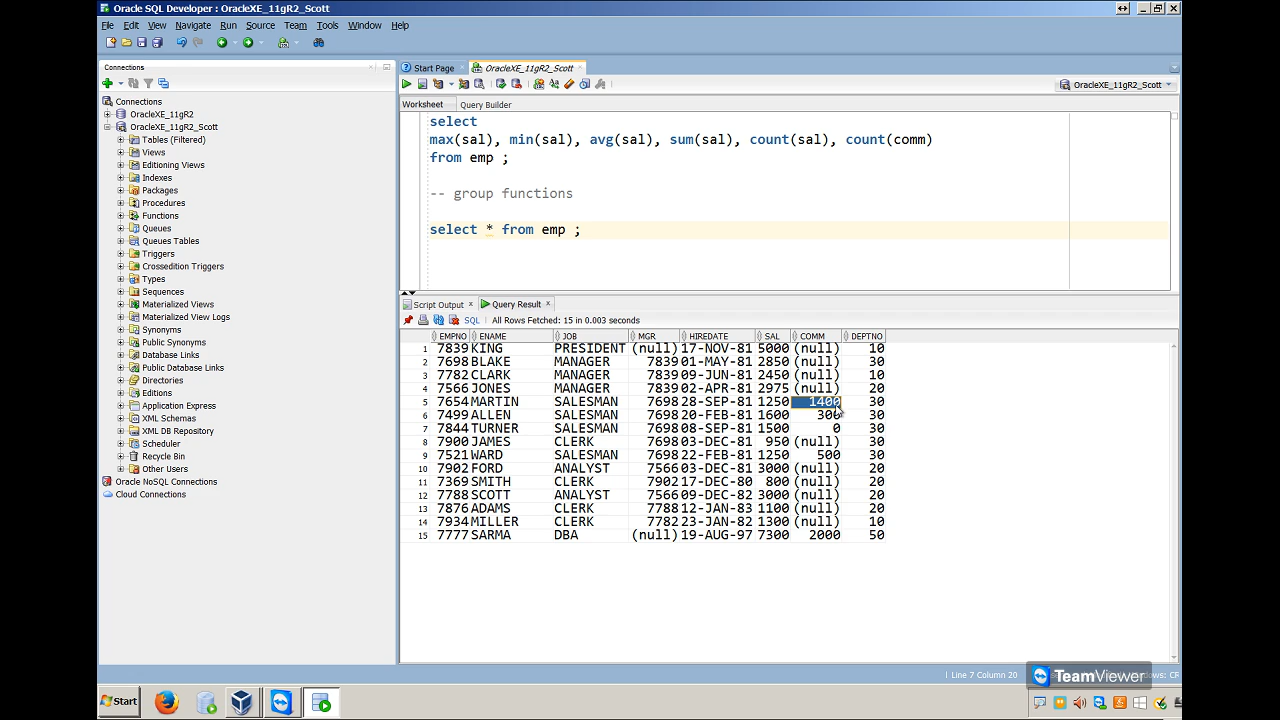 Oracle SQL Developer : OracleXE_11gR2_Scott
File Edit View Navigate Run Source Team Tools Window Help
Connections
Connections
OracleXE_11gR2
OracleXE_11gR2_Scott
Tables (Filtered)
Views
Editioning Views
Indexes
Packages
Procedures
Functions
Queues
Queues Tables
Triggers
Crossedition Triggers
Types
Sequences
Materialized Views
Materialized View Logs
Synonyms
Public Synonyms
Database Links
Public Database Links
Directories
Editions
Application Express
XML Schemas
XML DB Repository
Scheduler
Recycle Bin
Other Users
Oracle NoSQL Connections
Cloud Connections
Start Page OracleXE_11gR2_Scott
OracleXE_11gR2_Scott
Worksheet Query Builder
select
max(sal), min(sal), avg(sal), sum(sal), count(sal), count(comm)
from emp ;
-- group functions
select * from emp ;
Script Output Query Result
SQL All Rows Fetched: 15 in 0.003 seconds
EMPNO ENAME JOB MGR HIREDATE SAL COMM DEPTNO
1 7839 KING PRESIDENT (null) 17-NOV-81 5000 (null) 10
2 7698 BLAKE MANAGER 7839 01-MAY-81 2850 (null) 30
3 7782 CLARK MANAGER 7839 09-JUN-81 2450 (null) 10
4 7566 JONES MANAGER 7839 02-APR-81 2975 (null) 20
5 7654 MARTIN SALESMAN 7698 28-SEP-81 1250 1400 30
6 7499 ALLEN SALESMAN 7698 20-FEB-81 1600 300 30
7 7844 TURNER SALESMAN 7698 08-SEP-81 1500 0 30
8 7900 JAMES CLERK 7698 03-DEC-81 950 (null) 30
9 7521 WARD SALESMAN 7698 22-FEB-81 1250 500 30
10 7902 FORD ANALYST 7566 03-DEC-81 3000 (null) 20
11 7369 SMITH CLERK 7902 17-DEC-80 800 (null) 20
12 7788 SCOTT ANALYST 7566 09-DEC-82 3000 (null) 20
13 7876 ADAMS CLERK 7788 12-JAN-83 1100 (null) 20
14 7934 MILLER CLERK 7782 23-JAN-82 1300 (null) 10
15 7777 SARMA DBA (null) 19-AUG-97 7300 2000 50
Line 7 Column 20
TeamViewer
Start